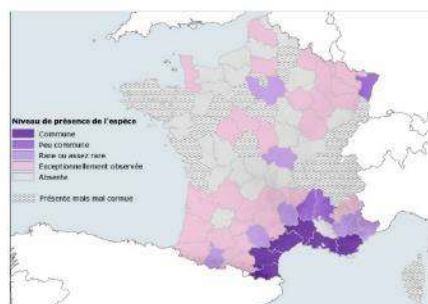 Niveau de présence de l'espèce
Commune
Peu commune
Rare ou assez rare
Exceptionnellement observée
Absente
Présente mais mal connue